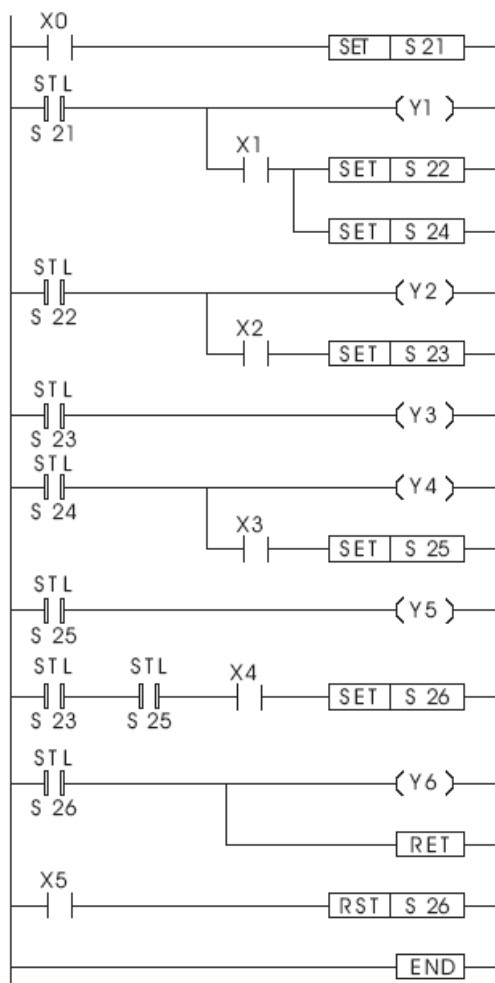 X0
SET S 21
STL
S 21
Y1
X1
SET S 22
SET S 24
STL
S 22
Y2
X2
SET S 23
STL
S 23
Y3
STL
S 24
Y4
X3
SET S 25
STL
S 25
Y5
STL STL X4
S 23 S 25 SET S 26
STL
S 26
Y6
RET
X5
RST S 26
END